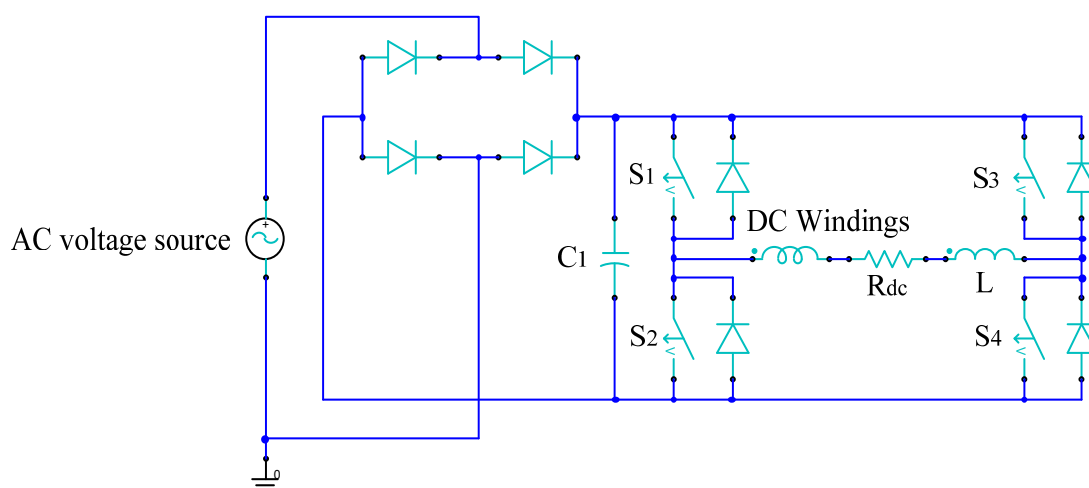 S1
S3
AC voltage source
+
DC Windings
C1
Rdc
L
S2
S4
0